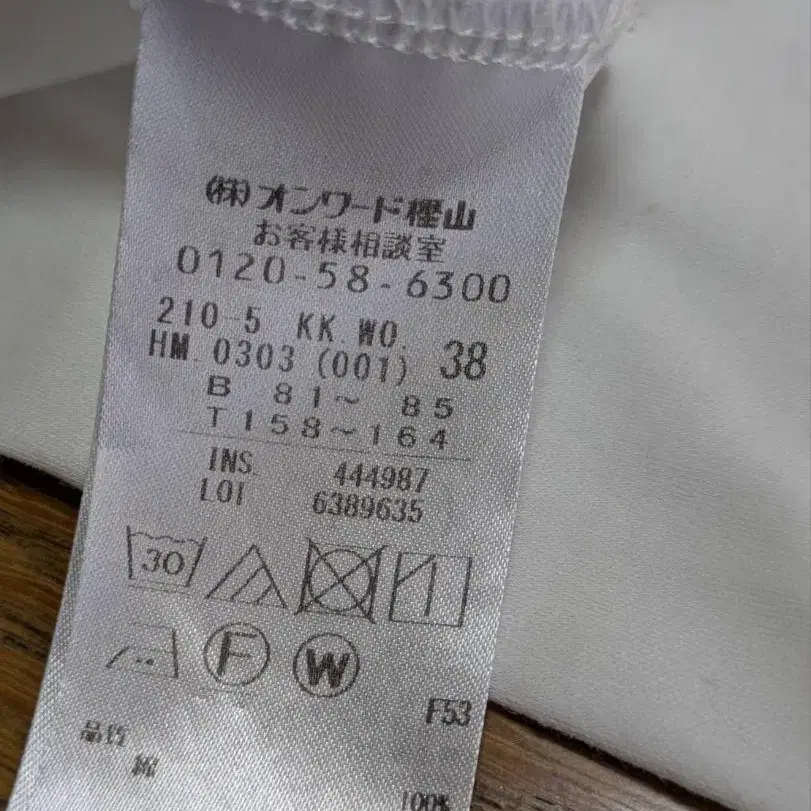 (株)オンワード樫山
お客様相談室
0120-58-6300
210-5 KK.WO. 38
HM.0303(001)
B 81~ 85
T158~164
INS. 444987
LOT 6389635
30
F W
F53
品質
綿
100%